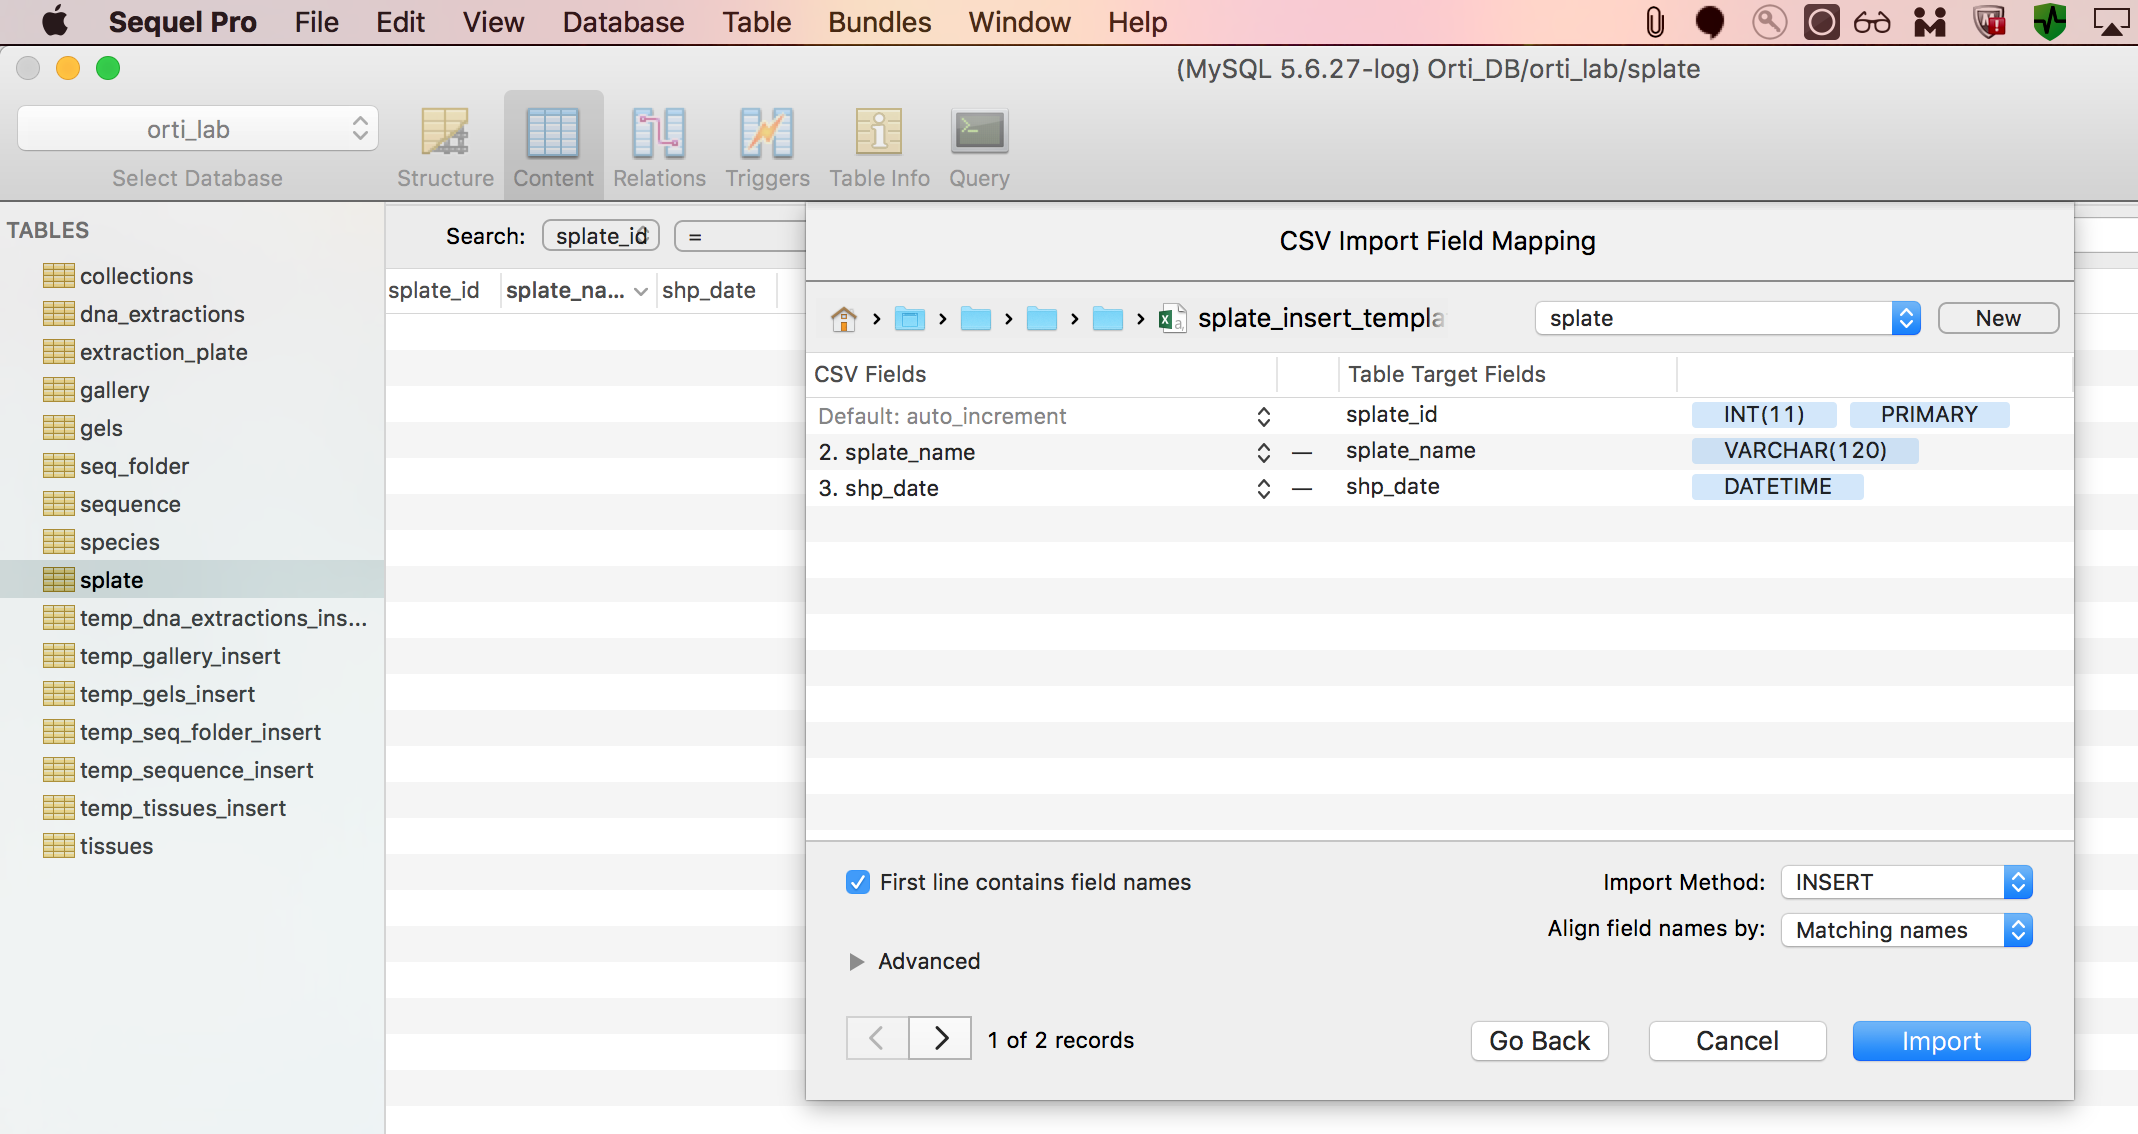 Sequel Pro File Edit View Database Table Bundles Window Help
(MySQL 5.6.27-log) Orti_DB/orti_lab/splate
orti_lab
Select Database Structure Content Relations Triggers Table Info Query
TABLES
collections
dna_extractions
extraction_plate
gallery
gels
seq_folder
sequence
species
splate
temp_dna_extractions_ins...
temp_gallery_insert
temp_gels_insert
temp_seq_folder_insert
temp_sequence_insert
temp_tissues_insert
tissues
Search: splate_id =
splate_id splate_na... shp_date
CSV Import Field Mapping
splate_insert_templa splate New
CSV Fields Table Target Fields
Default: auto_increment splate_id INT(11) PRIMARY
2. splate_name — splate_name VARCHAR(120)
3. shp_date — shp_date DATETIME
First line contains field names
Import Method: INSERT
Align field names by: Matching names
Advanced
1 of 2 records
Go Back Cancel Import